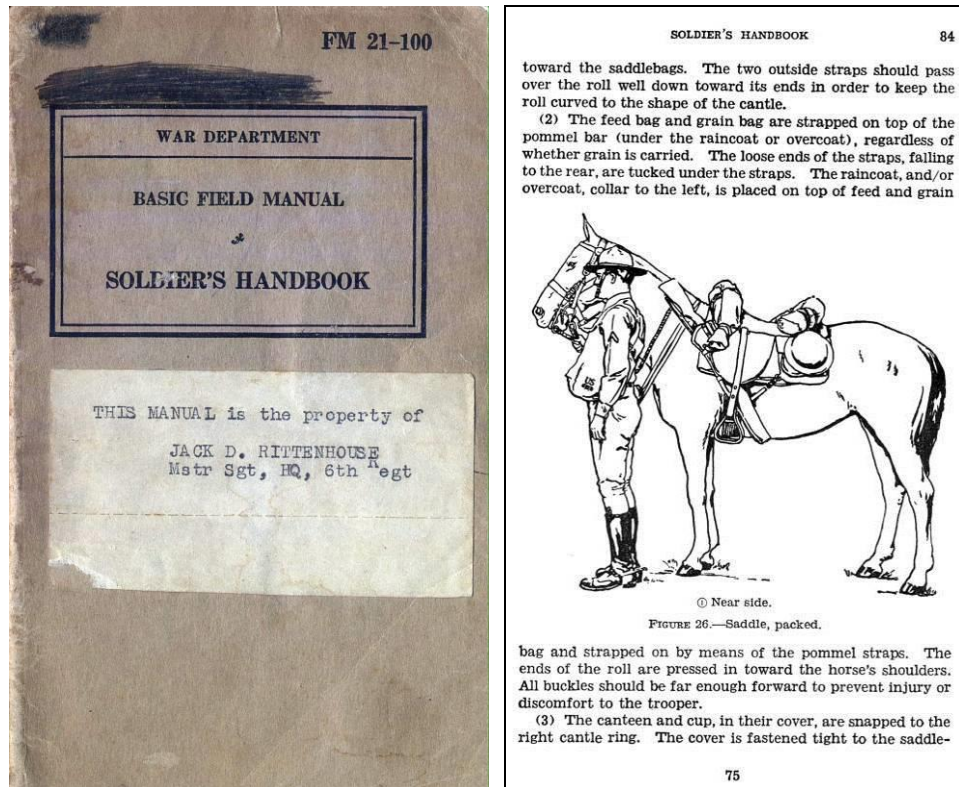 FM 21-100
WAR DEPARTMENT
BASIC FIELD MANUAL
SOLDIER'S HANDBOOK
THIS MANUAL is the property of
JACK D. RITTENHOUSE
Mstr Sgt, HQ, 6th Regt
SOLDIER'S HANDBOOK 84
toward the saddlebags. The two outside straps should pass
over the roll well down toward its ends in order to keep the
roll curved to the shape of the cantle.
(2) The feed bag and grain bag are strapped on top of the
pommel bar (under the raincoat or overcoat), regardless of
whether grain is carried. The loose ends of the straps, falling
to the rear, are tucked under the straps. The raincoat, and/or
overcoat, collar to the left, is placed on top of feed and grain
① Near side.
FIGURE 26.—Saddle, packed.
bag and strapped on by means of the pommel straps. The
ends of the roll are pressed in toward the horse's shoulders.
All buckles should be far enough forward to prevent injury or
discomfort to the trooper.
(3) The canteen and cup, in their cover, are snapped to the
right cantle ring. The cover is fastened tight to the saddle-
75